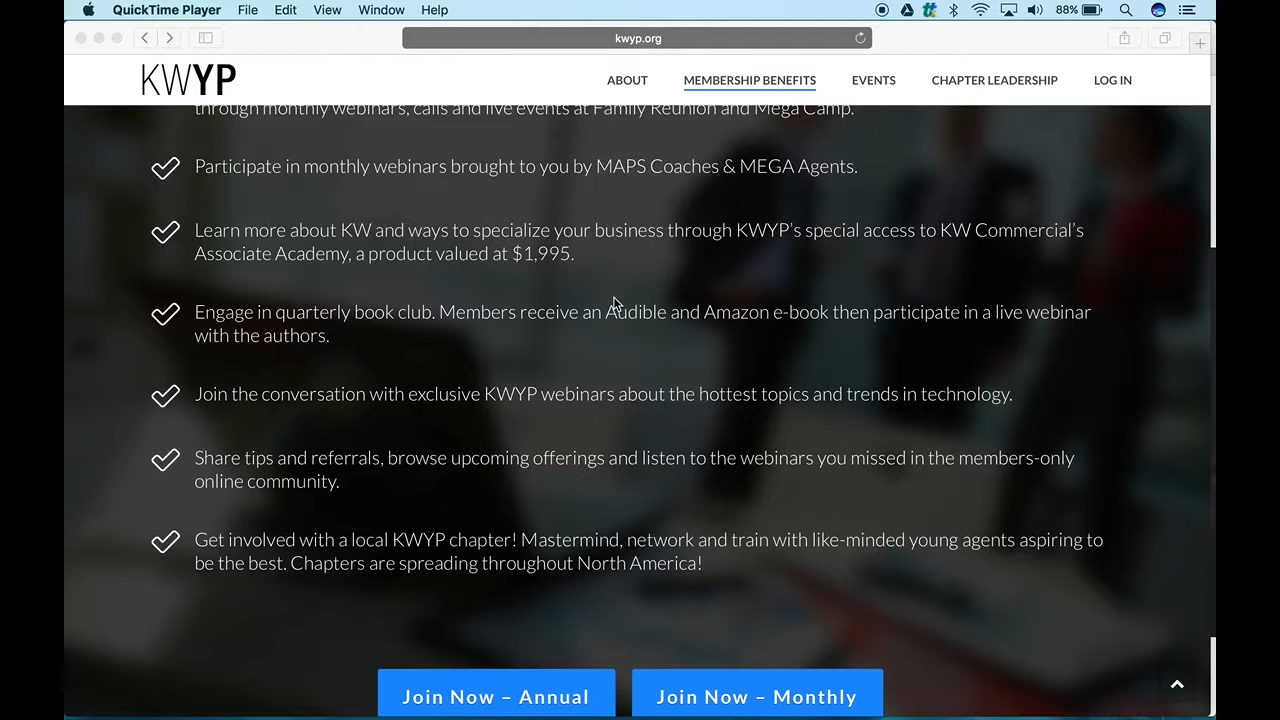 QuickTime Player File Edit View Window Help 88%
kwyp.org
KWYP ABOUT MEMBERSHIP BENEFITS EVENTS CHAPTER LEADERSHIP LOG IN
through monthly webinars, calls and live events at Family Reunion and Mega Camp.
Participate in monthly webinars brought to you by MAPS Coaches & MEGA Agents.
Learn more about KW and ways to specialize your business through KWYP's special access to KW Commercial's
Associate Academy, a product valued at $1,995.
Engage in quarterly book club. Members receive an Audible and Amazon e-book then participate in a live webinar
with the authors.
Join the conversation with exclusive KWYP webinars about the hottest topics and trends in technology.
Share tips and referrals, browse upcoming offerings and listen to the webinars you missed in the members-only
online community.
Get involved with a local KWYP chapter! Mastermind, network and train with like-minded young agents aspiring to
be the best. Chapters are spreading throughout North America!
Join Now – Annual Join Now – Monthly